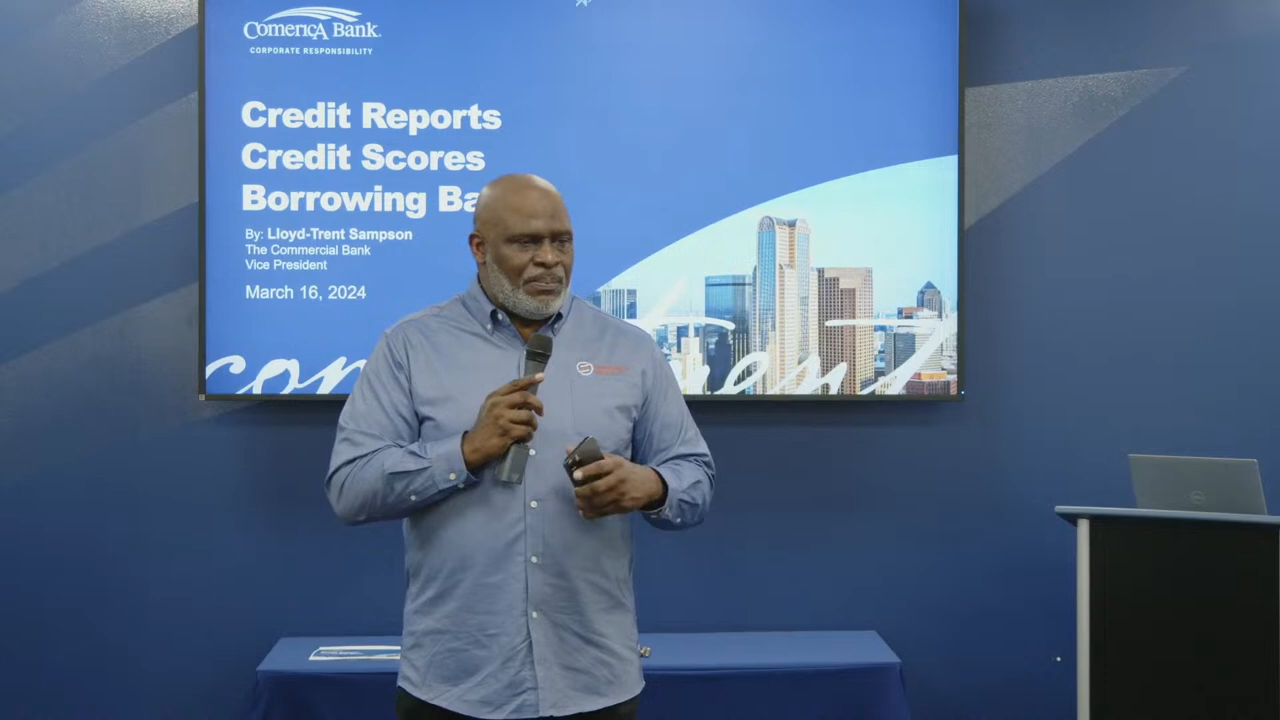 Comerica Bank.
CORPORATE RESPONSIBILITY
Credit Reports
Credit Scores
Borrowing Ba
By: Lloyd-Trent Sampson
The Commercial Bank
Vice President
March 16, 2024